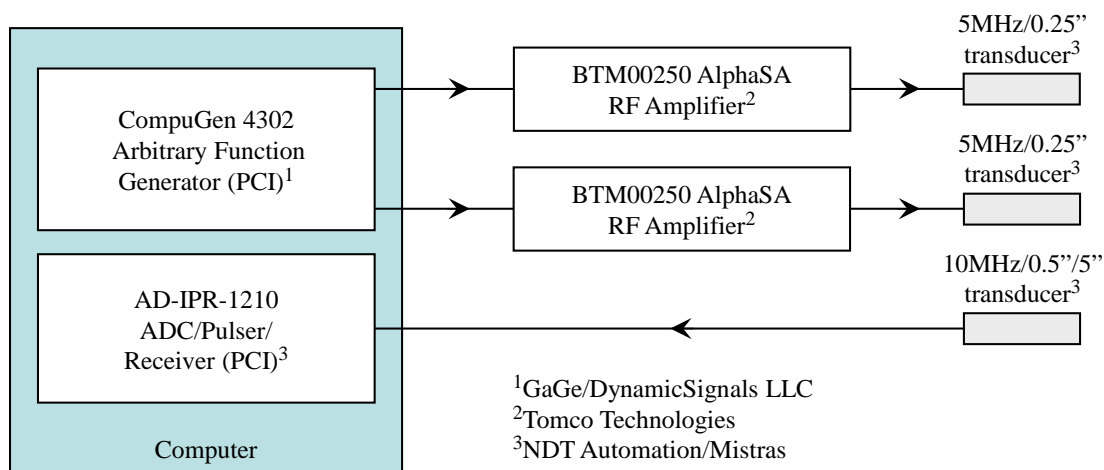 5MHz/0.25”
transducer³
BTM00250 AlphaSA
RF Amplifier²
CompuGen 4302
Arbitrary Function
Generator (PCI)¹
5MHz/0.25”
transducer³
BTM00250 AlphaSA
RF Amplifier²
10MHz/0.5”/5”
transducer³
AD-IPR-1210
ADC/Pulser/
Receiver (PCI)³
¹GaGe/DynamicSignals LLC
²Tomco Technologies
³NDT Automation/Mistras
Computer